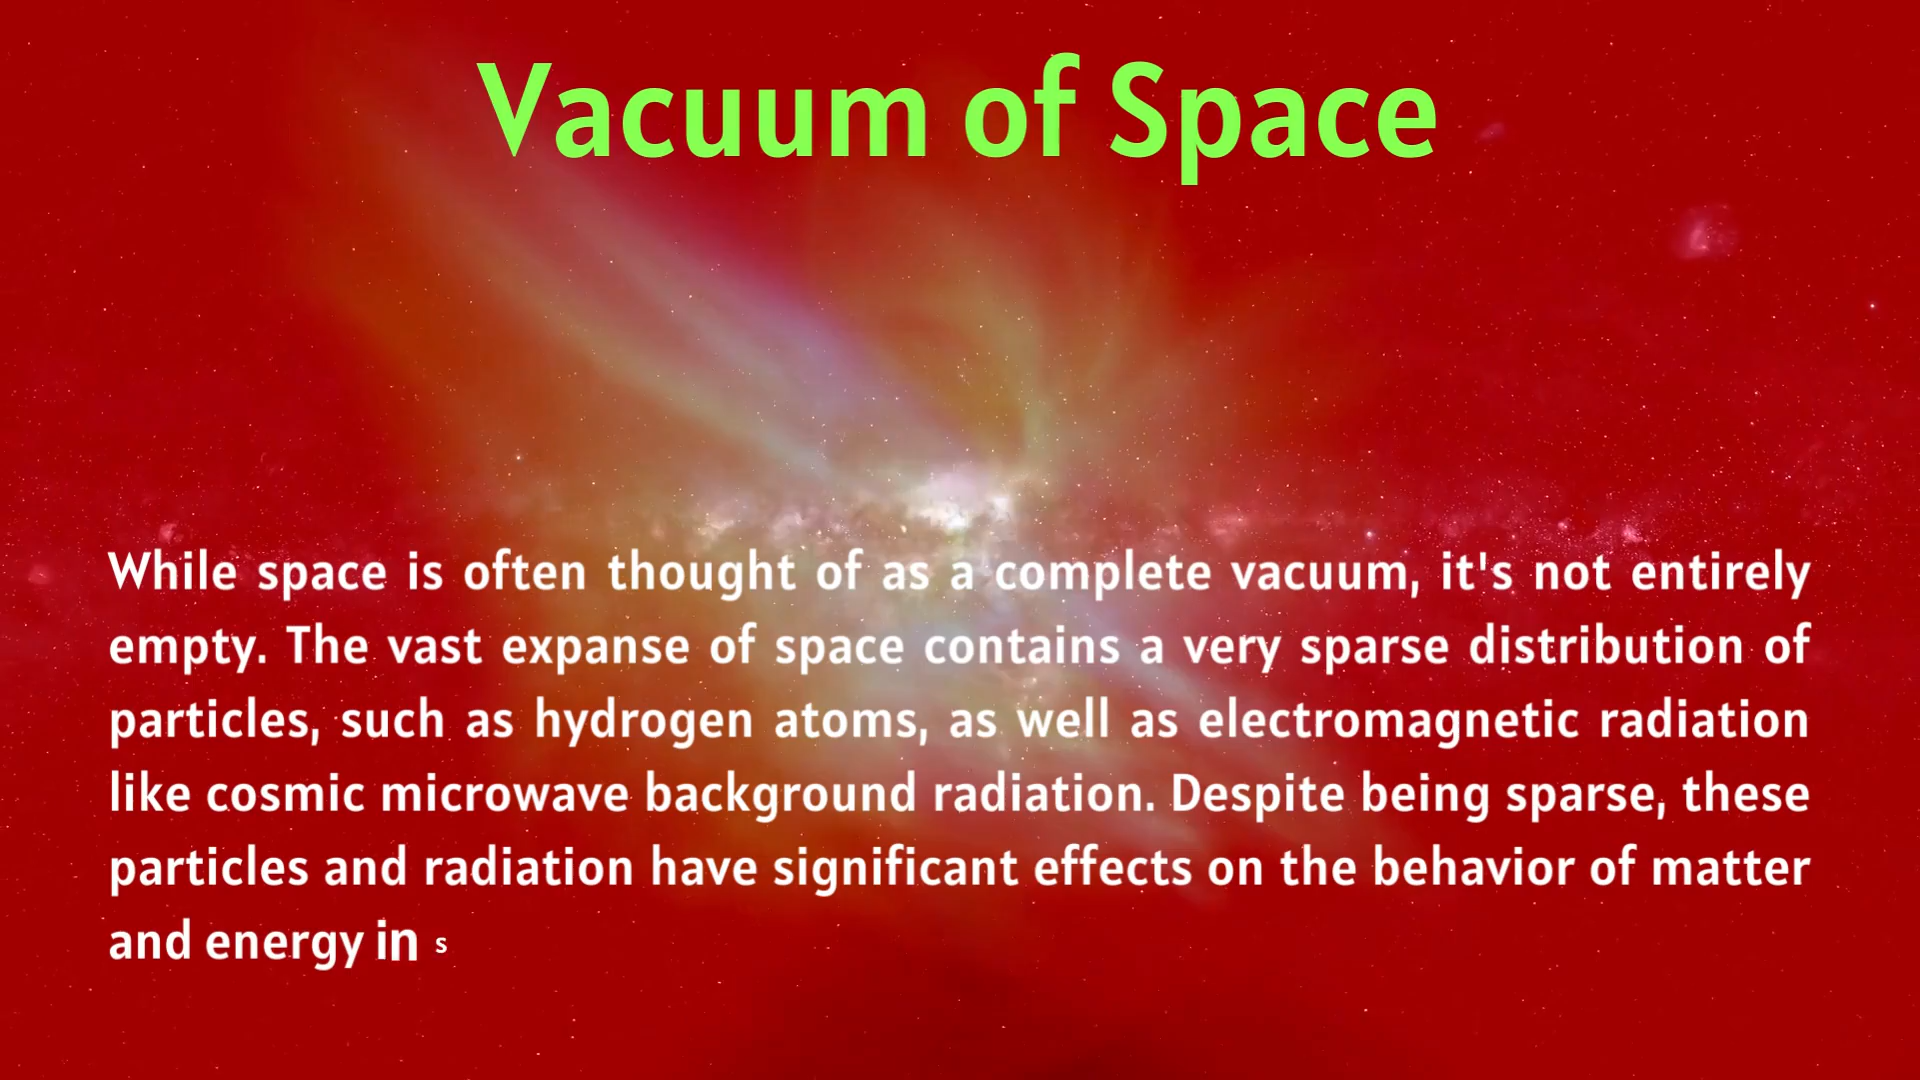 Vacuum of Space
While space is often thought of as a complete vacuum, it's not entirely
empty. The vast expanse of space contains a very sparse distribution of
particles, such as hydrogen atoms, as well as electromagnetic radiation
like cosmic microwave background radiation. Despite being sparse, these
particles and radiation have significant effects on the behavior of matter
and energy in s